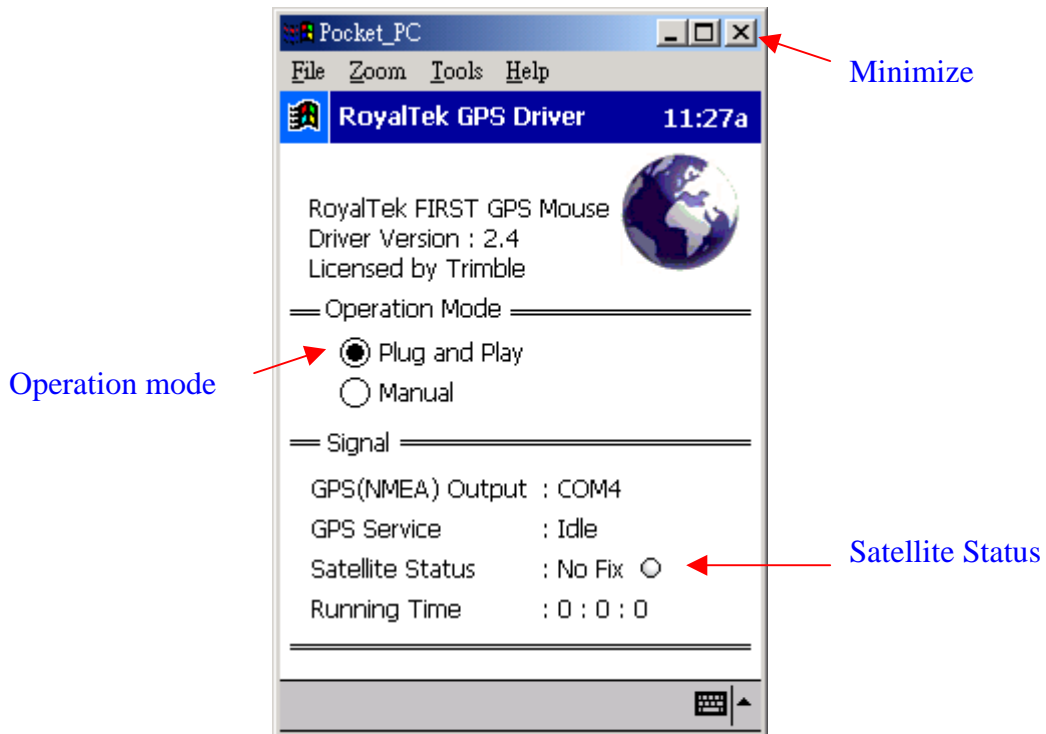 Pocket_PC
Minimize
File Zoom Tools Help
RoyalTek GPS Driver 11:27a
RoyalTek FIRST GPS Mouse
Driver Version : 2.4
Licensed by Trimble
Operation Mode
Plug and Play
Operation mode
Manual
Signal
GPS(NMEA) Output : COM4
GPS Service : Idle
Satellite Status : No Fix
Satellite Status
Running Time : 0 : 0 : 0